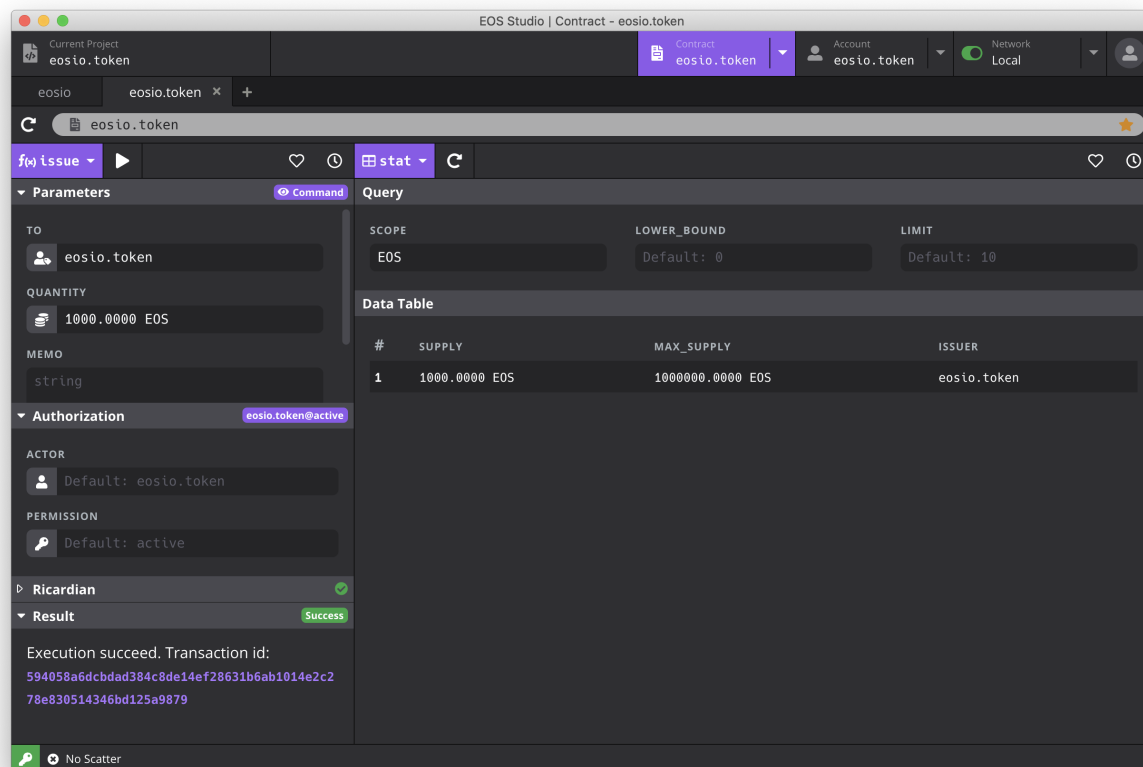 EOS Studio | Contract - eosio.token
Current Project
eosio.token
Contract
eosio.token
Account
eosio.token
Network
Local
eosio
eosio.token
eosio.token
f(x) issue
stat
Parameters
Command
TO
eosio.token
QUANTITY
1000.0000 EOS
MEMO
string
Authorization
eosio.token@active
ACTOR
Default: eosio.token
PERMISSION
Default: active
Ricardian
Result
Success
Execution succeed. Transaction id:
594058a6dcbdad384c8de14ef28631b6ab1014e2c2
78e830514346bd125a9879
Query
SCOPE LOWER_BOUND LIMIT
EOS Default: 0 Default: 10
Data Table
# SUPPLY MAX_SUPPLY ISSUER
1 1000.0000 EOS 1000000.0000 EOS eosio.token
No Scatter